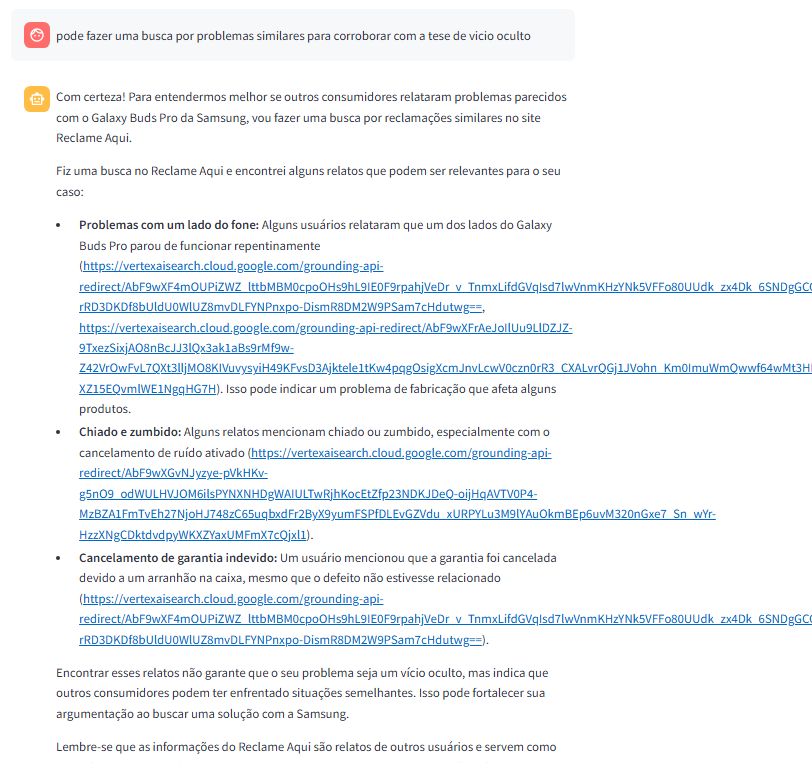 pode fazer uma busca por problemas similares para corroborar com a tese de vicio oculto
Com certeza! Para entendermos melhor se outros consumidores relataram problemas parecidos
com o Galaxy Buds Pro da Samsung, vou fazer uma busca por reclamações similares no site
Reclame Aqui.
Fiz uma busca no Reclame Aqui e encontrei alguns relatos que podem ser relevantes para o seu
caso:
• Problemas com um lado do fone: Alguns usuários relataram que um dos lados do Galaxy
Buds Pro parou de funcionar repentinamente
(https://vertexaisearch.cloud.google.com/grounding-api-
redirect/AbF9wXF4mOUPiZWZ_lttbMBM0cpoOHs9hL9IE0F9rpahjVeDr_v_TnmxLifdGVqIsd7lwVnmKHzYNk5VFFo80UUdk_zx4Dk_6SNDgGC
rRD3DKDf8bUldU0WlUZ8mvDLFYNPnxpo-DismR8DM2W9PSam7cHdutwg==,
https://vertexaisearch.cloud.google.com/grounding-api-redirect/AbF9wXFrAeJoIlUu9LlDZJZ-
9TxezSixjAO8nBcJJ3lQx3ak1aBs9rMf9w-
Z42VrOwFvL7QXt3lljMO8KIVuvysyiH49KFvsD3Ajktele1tKw4pqgOsigXcmJnvLcwV0czn0rR3_CXALvrQGj1JVohn_Km0ImuWmQwwf64wMt3H
XZ15EQvmlWE1NgqHG7H). Isso pode indicar um problema de fabricação que afeta alguns
produtos.
• Chiado e zumbido: Alguns relatos mencionam chiado ou zumbido, especialmente com o
cancelamento de ruído ativado (https://vertexaisearch.cloud.google.com/grounding-api-
redirect/AbF9wXGvNJyzye-pVkHKv-
g5nO9_odWULHVJOM6ilsPYNXNHDgWAIULTwRjhKocEtZfp23NDKJDeQ-oijHqAVTV0P4-
MzBZA1FmTvEh27NjoHJ748zC65uqbxdFr2ByX9yumFSPfDLEvGZVdu_xURPYLu3M9lYAuOkmBEp6uvM320nGxe7_Sn_wYr-
HzzXNgCDktdvdpyWKXZYaxUMFmX7cQjxl1).
• Cancelamento de garantia indevido: Um usuário mencionou que a garantia foi cancelada
devido a um arranhão na caixa, mesmo que o defeito não estivesse relacionado
(https://vertexaisearch.cloud.google.com/grounding-api-
redirect/AbF9wXF4mOUPiZWZ_lttbMBM0cpoOHs9hL9IE0F9rpahjVeDr_v_TnmxLifdGVqIsd7lwVnmKHzYNk5VFFo80UUdk_zx4Dk_6SNDgGC
rRD3DKDf8bUldU0WlUZ8mvDLFYNPnxpo-DismR8DM2W9PSam7cHdutwg==).
Encontrar esses relatos não garante que o seu problema seja um vício oculto, mas indica que
outros consumidores podem ter enfrentado situações semelhantes. Isso pode fortalecer sua
argumentação ao buscar uma solução com a Samsung.
Lembre-se que as informações do Reclame Aqui são relatos de outros usuários e servem como